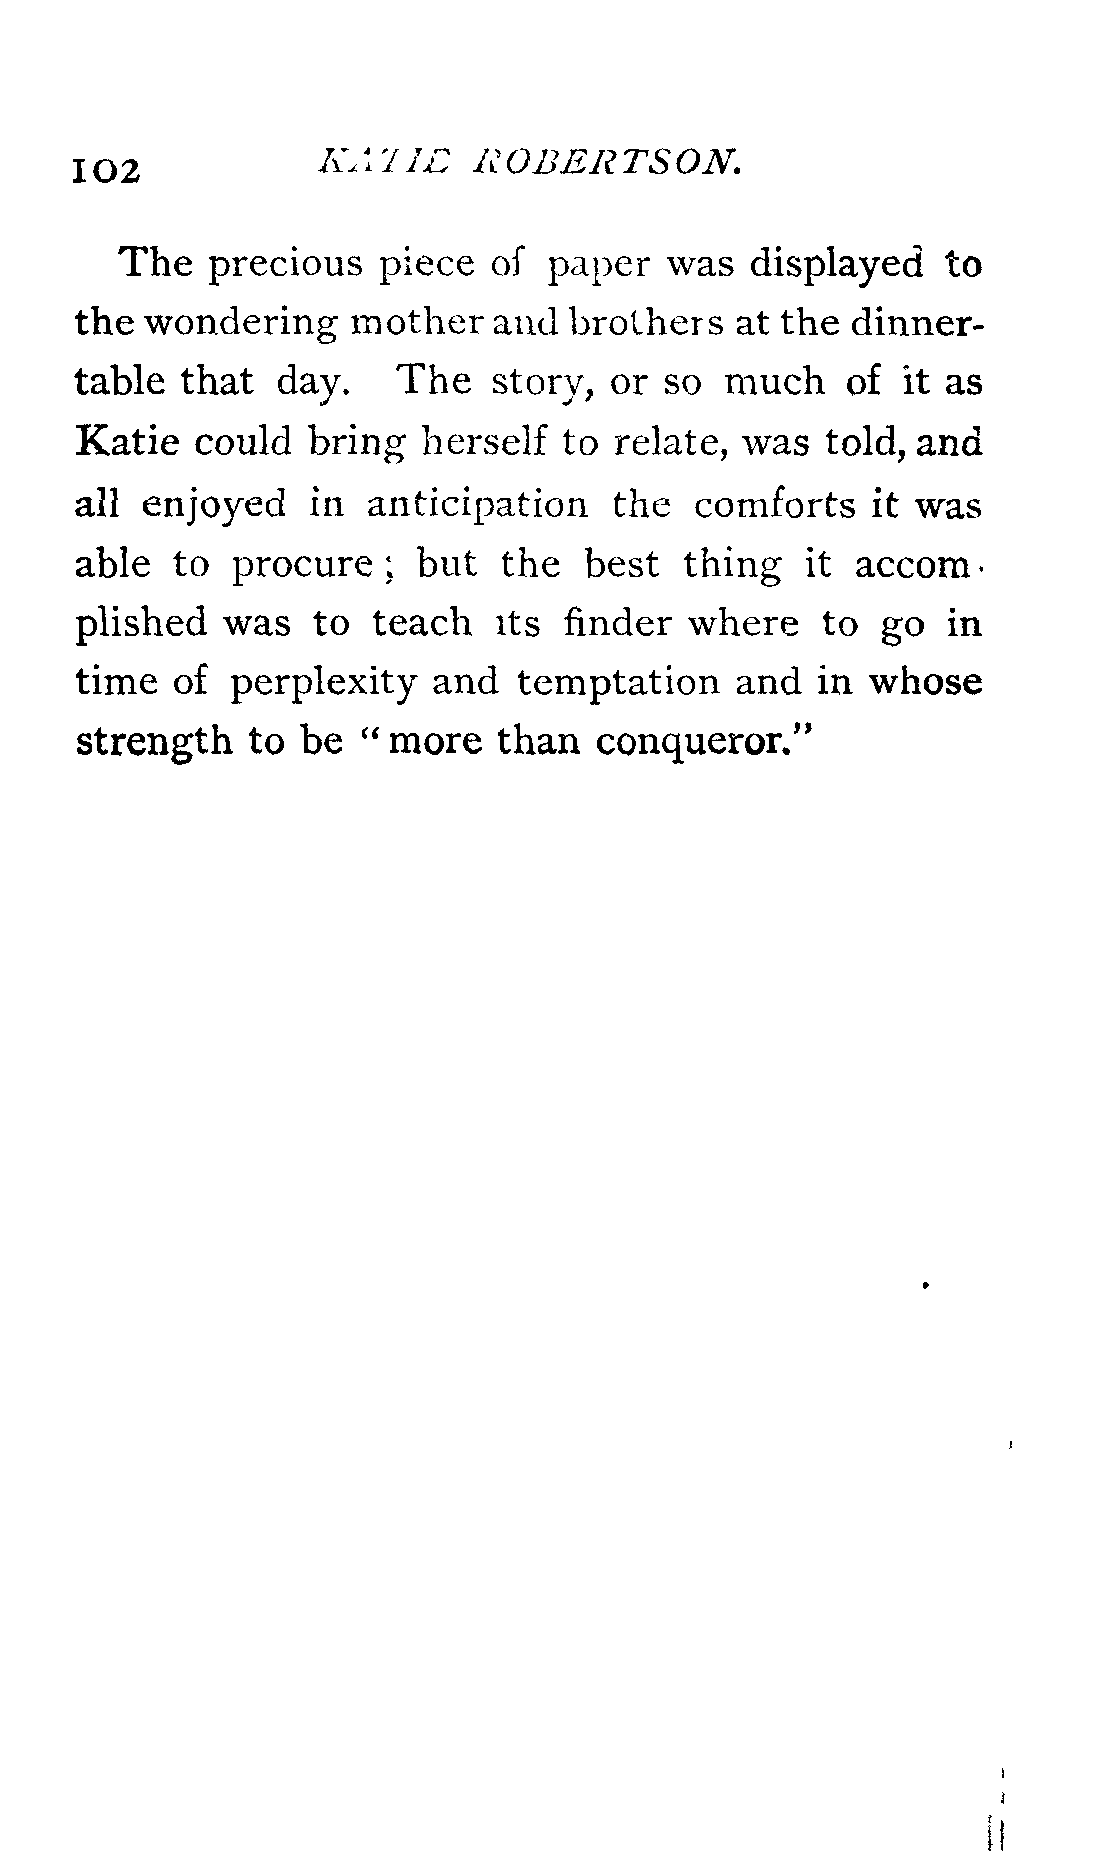 102 KATIE ROBERTSON.
The precious piece of paper was displayed to
the wondering mother and brothers at the dinner-
table that day. The story, or so much of it as
Katie could bring herself to relate, was told, and
all enjoyed in anticipation the comforts it was
able to procure; but the best thing it accom-
plished was to teach its finder where to go in
time of perplexity and temptation and in whose
strength to be "more than conqueror."